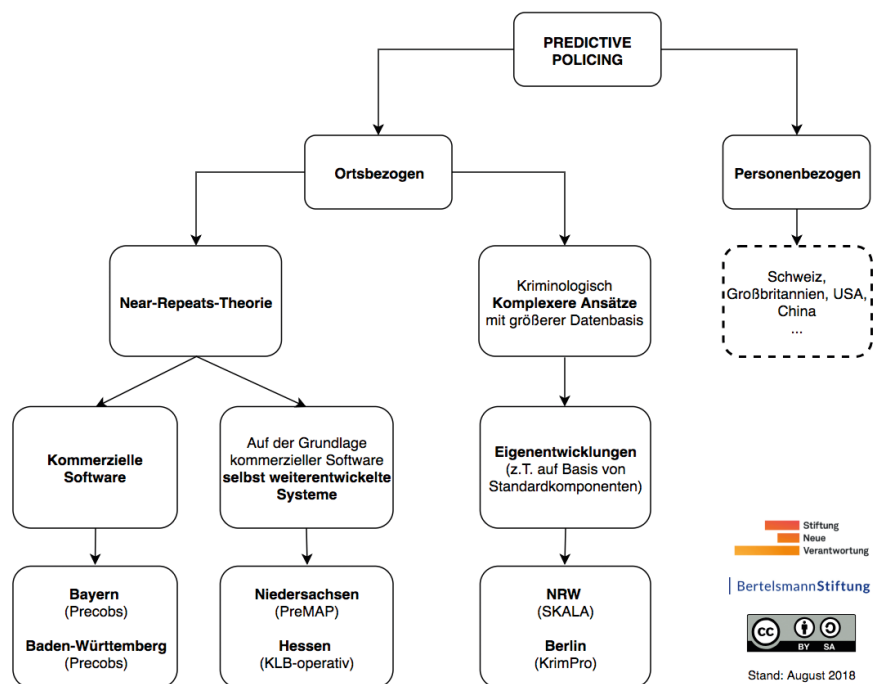 PREDICTIVE
POLICING
Ortsbezogen
Personenbezogen
Near-Repeats-Theorie
Kriminologisch
Komplexere Ansätze
mit größerer Datenbasis
Schweiz,
Großbritannien, USA,
China
...
Kommerzielle
Software
Auf der Grundlage
kommerzieller Software
selbst weiterentwickelte
Systeme
Eigenentwicklungen
(z.T. auf Basis von
Standardkomponenten)
Bayern
(Precobs)
Baden-Württemberg
(Precobs)
Niedersachsen
(PreMAP)
Hessen
(KLB-operativ)
NRW
(SKALA)
Berlin
(KrimPro)
Stiftung
Neue
Verantwortung
BertelsmannStiftung
cc
BY SA
Stand: August 2018